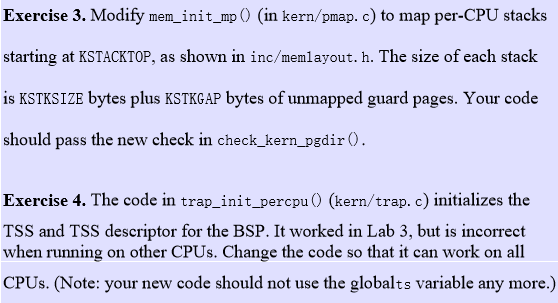 Exercise 3. Modify mem_init_mp() (in kern/pmap.c) to map per-CPU stacks
starting at KSTACKTOP, as shown in inc/memlayout.h. The size of each stack
is KSTKSIZE bytes plus KSTKGAP bytes of unmapped guard pages. Your code
should pass the new check in check_kern_pgdir().
Exercise 4. The code in trap_init_percpu() (kern/trap.c) initializes the
TSS and TSS descriptor for the BSP. It worked in Lab 3, but is incorrect
when running on other CPUs. Change the code so that it can work on all
CPUs. (Note: your new code should not use the globalts variable any more.)